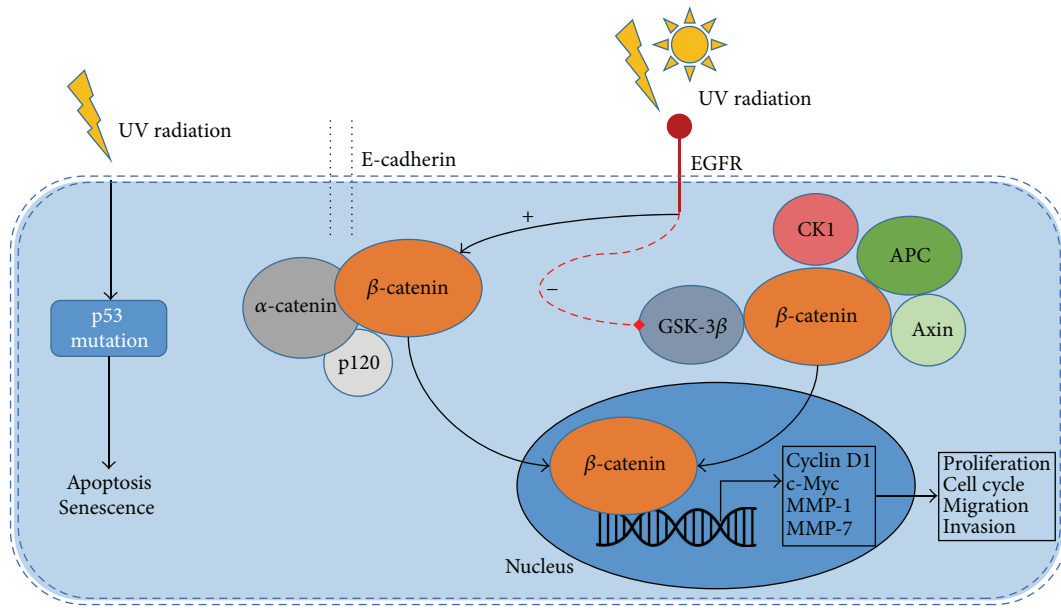 UV radiation
UV radiation
E-cadherin
EGFR
+
−
CK1
APC
β-catenin
α-catenin
p120
GSK-3β
β-catenin
Axin
p53
mutation
Apoptosis
Senescence
β-catenin
Nucleus
Cyclin D1
c-Myc
MMP-1
MMP-7
Proliferation
Cell cycle
Migration
Invasion